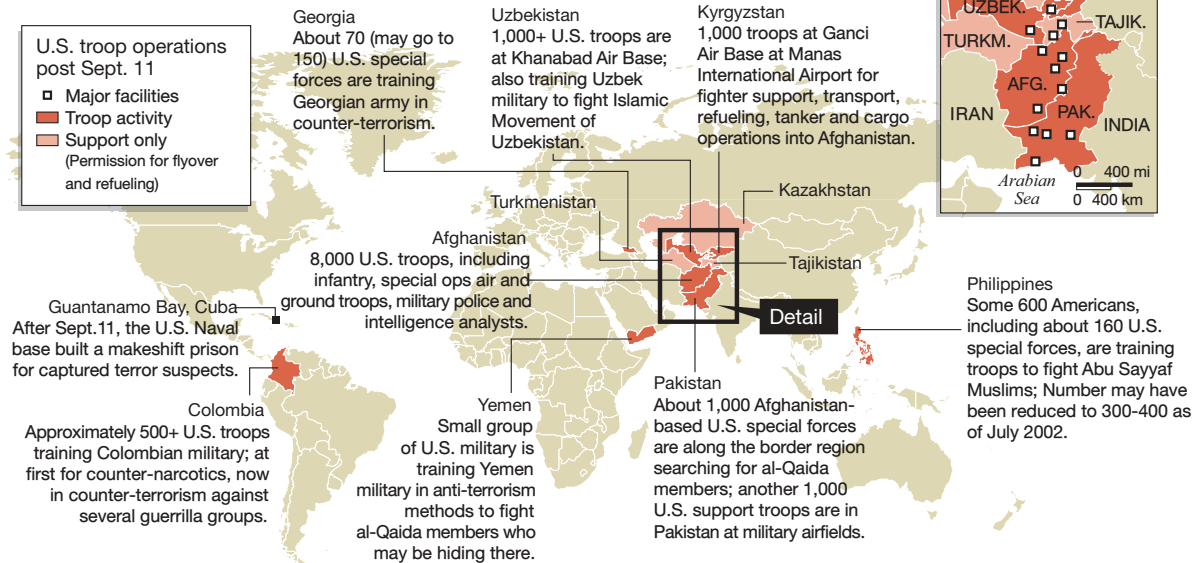 U.S. troop operations
post Sept. 11
Major facilities
Troop activity
Support only
(Permission for flyover
and refueling)
Georgia
About 70 (may go to
150) U.S. special
forces are training
Georgian army in
counter-terrorism.
Uzbekistan
1,000+ U.S. troops are
at Khanabad Air Base;
also training Uzbek
military to fight Islamic
Movement of
Uzbekistan.
Kyrgyzstan
1,000 troops at Ganci
Air Base at Manas
International Airport for
fighter support, transport,
refueling, tanker and cargo
operations into Afghanistan.
UZBEK.
TAJIK.
TURKM.
AFG.
IRAN
PAK.
INDIA
Arabian
Sea
0 400 mi
0 400 km
Kazakhstan
Turkmenistan
Tajikistan
Afghanistan
8,000 U.S. troops, including
infantry, special ops air and
ground troops, military police and
intelligence analysts.
Detail
Guantanamo Bay, Cuba
After Sept.11, the U.S. Naval
base built a makeshift prison
for captured terror suspects.
Colombia
Approximately 500+ U.S. troops
training Colombian military; at
first for counter-narcotics, now
in counter-terrorism against
several guerrilla groups.
Yemen
Small group
of U.S. military is
training Yemen
military in anti-terrorism
methods to fight
al-Qaida members who
may be hiding there.
Pakistan
About 1,000 Afghanistan-
based U.S. special forces
are along the border region
searching for al-Qaida
members; another 1,000
U.S. support troops are in
Pakistan at military airfields.
Philippines
Some 600 Americans,
including about 160 U.S.
special forces, are training
troops to fight Abu Sayyaf
Muslims; Number may have
been reduced to 300-400 as
of July 2002.